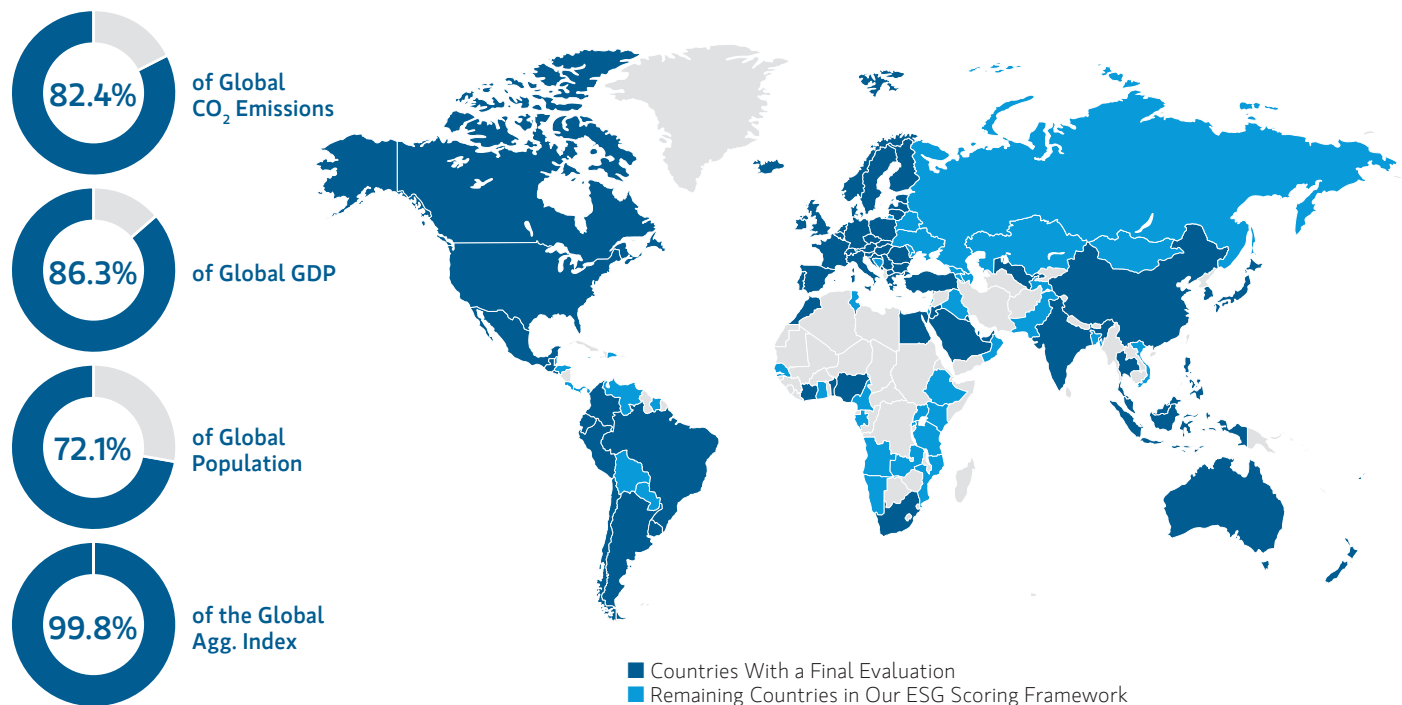 82.4%
of Global
CO₂ Emissions
86.3%
of Global GDP
72.1%
of Global
Population
99.8%
of the Global
Agg. Index
Countries With a Final Evaluation
Remaining Countries in Our ESG Scoring Framework